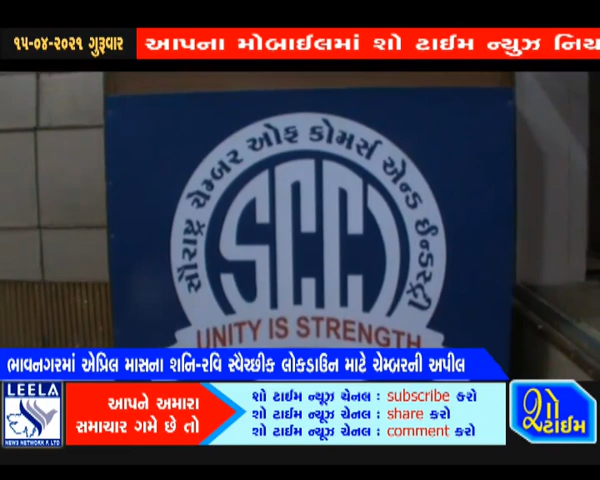 ૧૫-૦૪-૨૦૨૧ ગુરૂવાર
આપના મોબાઈલમાં શો ટાઈમ ન્યુઝ નિય
સૌરાષ્ટ્ર ચેમ્બર ઓફ કોમર્સ એન્ડ ઈન્ડસ્ટ્રી
SCCI
UNITY IS STRENGTH
ભાવનગરમાં એપ્રિલ માસના શનિ-રવિ સ્વૈચ્છીક લોકડાઉન માટે ચેમ્બરની અપીલ
LEELA
NEWS NETWORK P. LTD
આપને અમારા
સમાચાર ગમે છે તો
શો ટાઈમ ન્યૂઝ ચેનલ : subscribe કરો
શો ટાઈમ ન્યૂઝ ચેનલ : share કરો
શો ટાઈમ ન્યૂઝ ચેનલ : comment કરો
શો
ટાઈમ